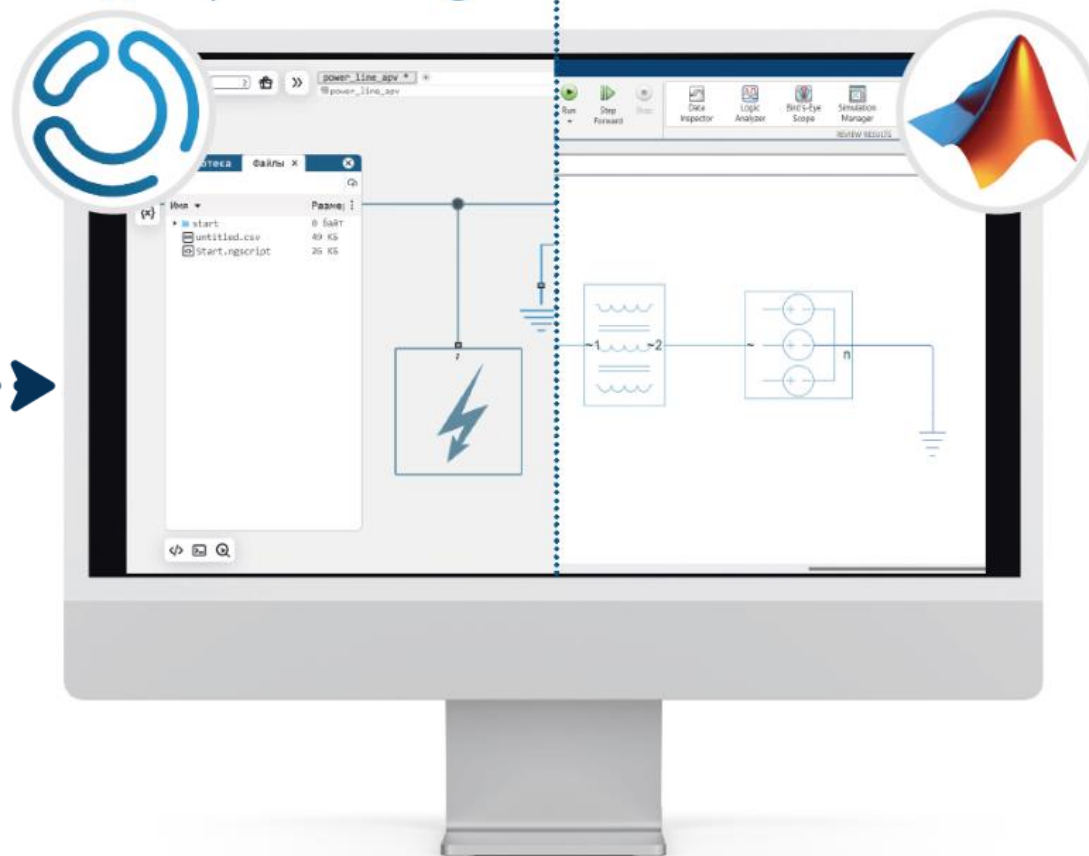 power_line_apv *
power_line_apv
Run
Step Forward
Stop
Data Inspector
Logic Analyzer
Bird's-Eye Scope
Simulation Manager
REVIEW RESULTS
отека
Файлы ×
{x}
Имя
Размер
start
0 байт
untitled.csv
49 КБ
Start.ngscript
26 КБ
~1
~2
~
n